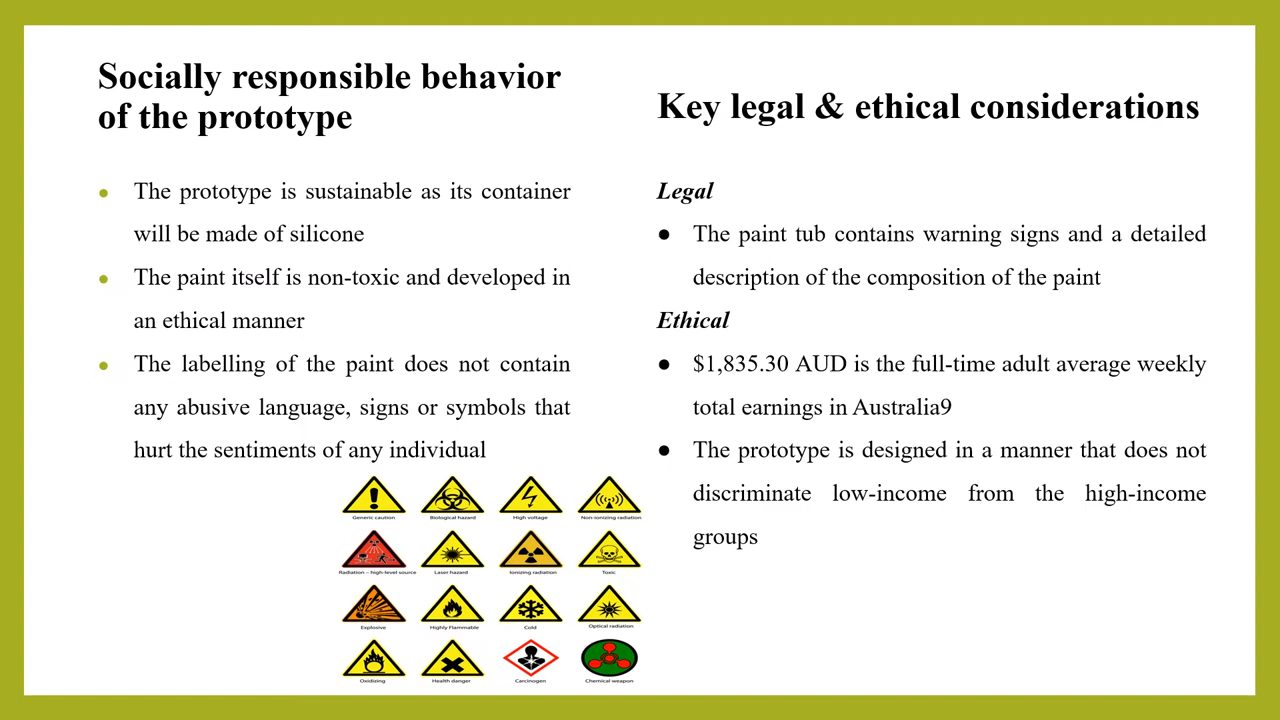 Socially responsible behavior
of the prototype
● The prototype is sustainable as its container
will be made of silicone
● The paint itself is non-toxic and developed in
an ethical manner
● The labelling of the paint does not contain
any abusive language, signs or symbols that
hurt the sentiments of any individual
Generic caution Biological hazard High voltage Non-ionizing radiation
Radiation – high-level source Laser hazard Ionizing radiation Toxic
Explosive Highly Flammable Cold Optical radiation
Oxidizing Health danger Carcinogen Chemical weapon
Key legal & ethical considerations
Legal
● The paint tub contains warning signs and a detailed
description of the composition of the paint
Ethical
● $1,835.30 AUD is the full-time adult average weekly
total earnings in Australia9
● The prototype is designed in a manner that does not
discriminate low-income from the high-income
groups